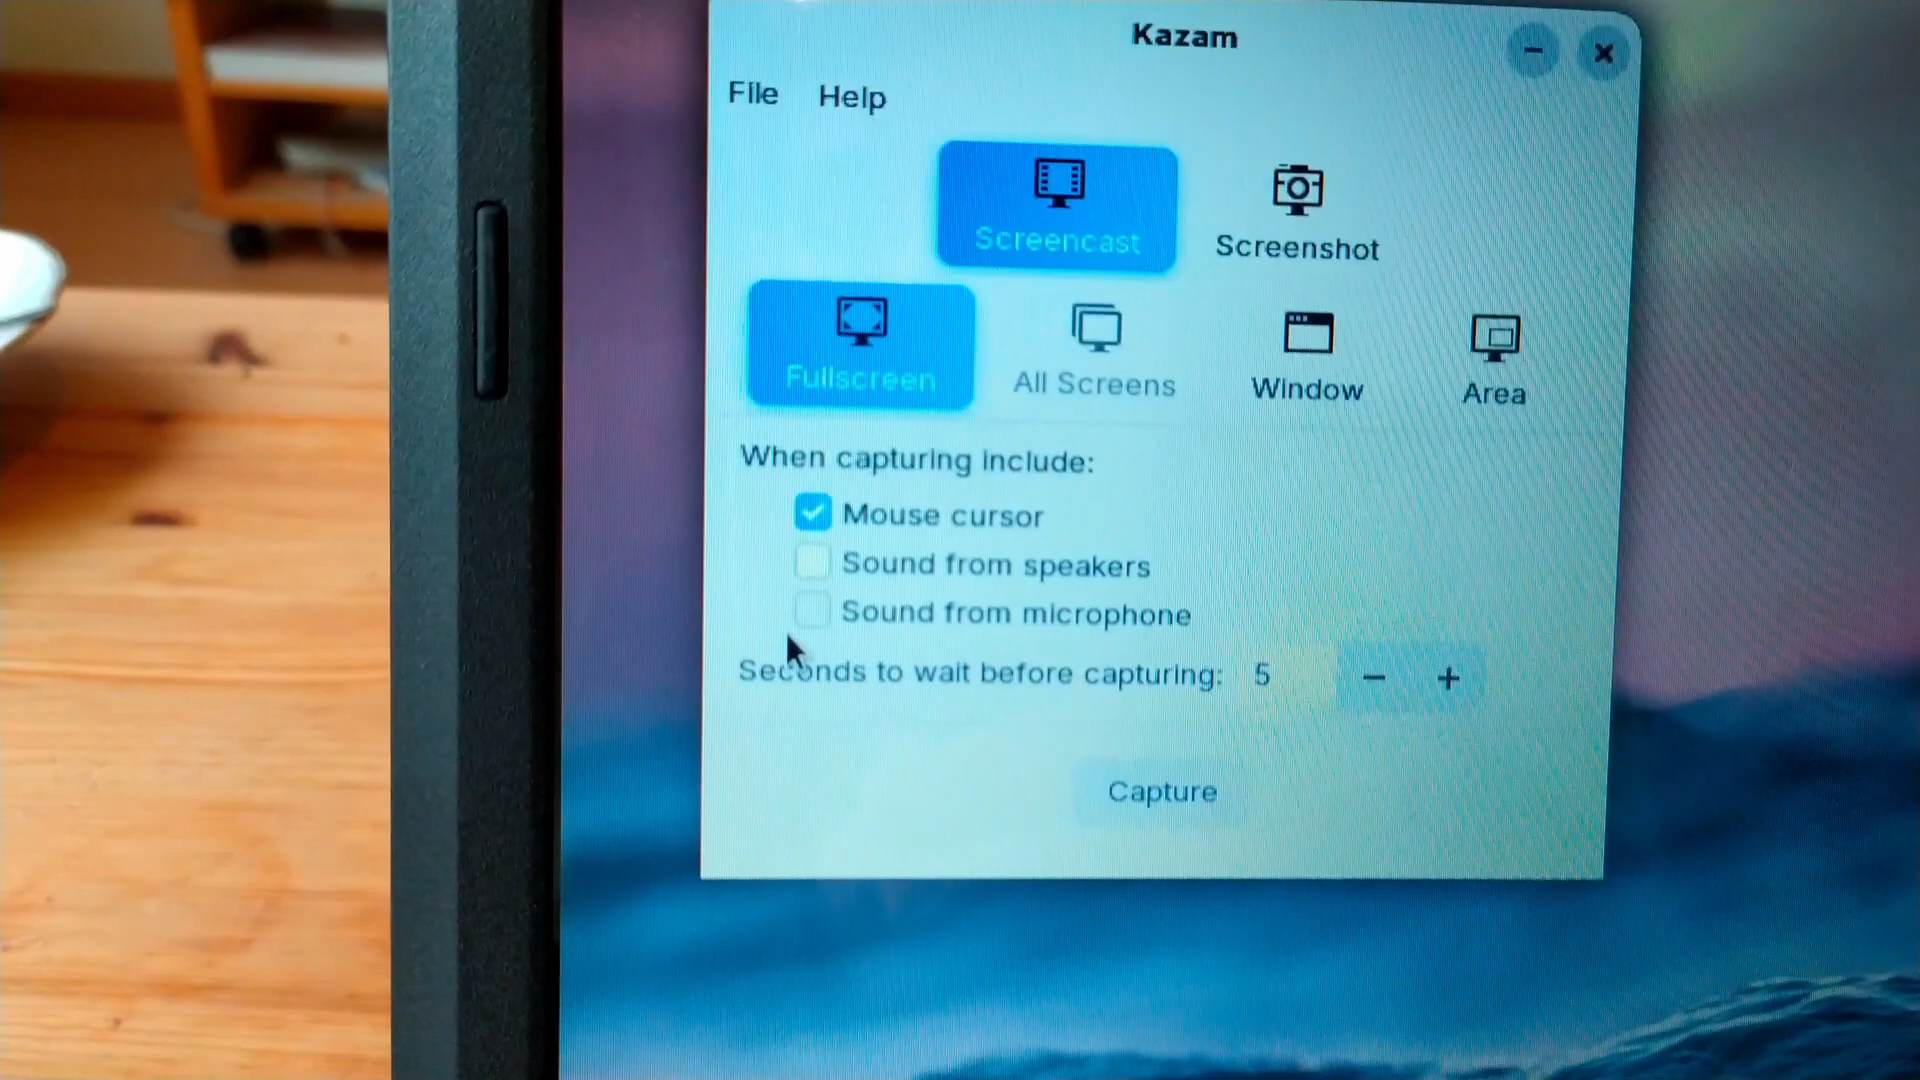 Kazam
File Help
Screencast Screenshot
Fullscreen All Screens Window Area
When capturing include:
Mouse cursor
Sound from speakers
Sound from microphone
Seconds to wait before capturing: 5 - +
Capture